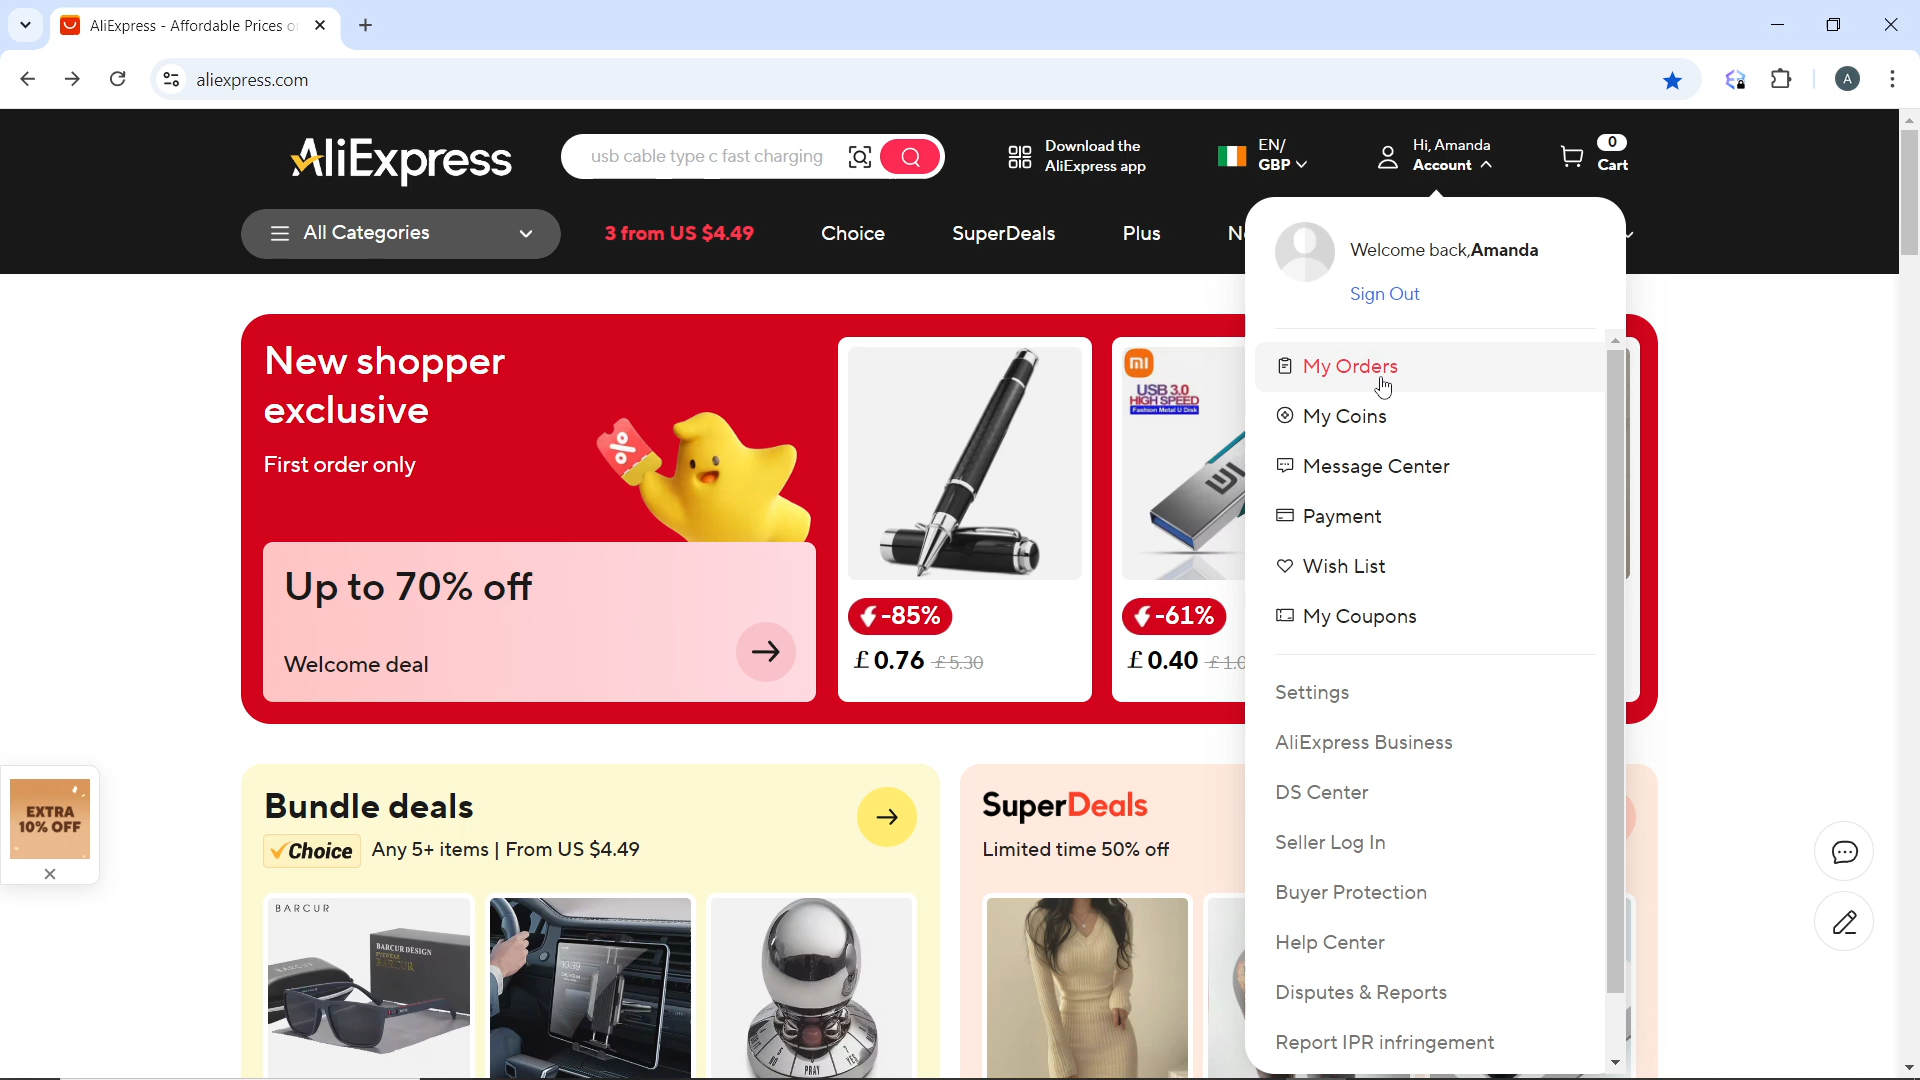 AliExpress - Affordable Prices o
aliexpress.com
A
AliExpress
usb cable type c fast charging
Download the
AliExpress app
EN/
GBP
Hi, Amanda
Account
0
Cart
All Categories
3 from US $4.49
Choice
SuperDeals
Plus
Welcome back,Amanda
Sign Out
My Orders
My Coins
Message Center
Payment
Wish List
My Coupons
Settings
AliExpress Business
DS Center
Seller Log In
Buyer Protection
Help Center
Disputes & Reports
Report IPR infringement
New shopper
exclusive
First order only
Up to 70% off
Welcome deal
-85%
£0.76 £5.30
USB 3.0
HIGH SPEED
Fashion Metal U Disk
-61%
£0.40 £1.0
EXTRA
10% OFF
Bundle deals
Choice Any 5+ items | From US $4.49
SuperDeals
Limited time 50% off
BARCUR
BARCUR DESIGN
10:39
PRAY
YES